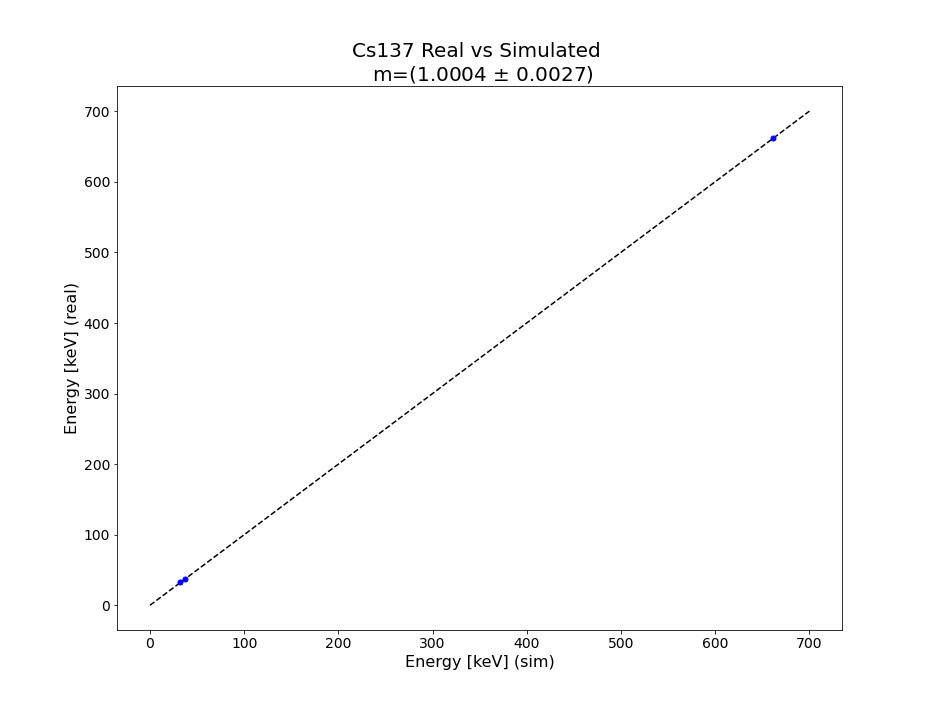 Cs137 Real vs Simulated
m=(1.0004 ± 0.0027)
700
600
500
400
300
200
100
0
Energy [keV] (real)
0 100 200 300 400 500 600 700
Energy [keV] (sim)